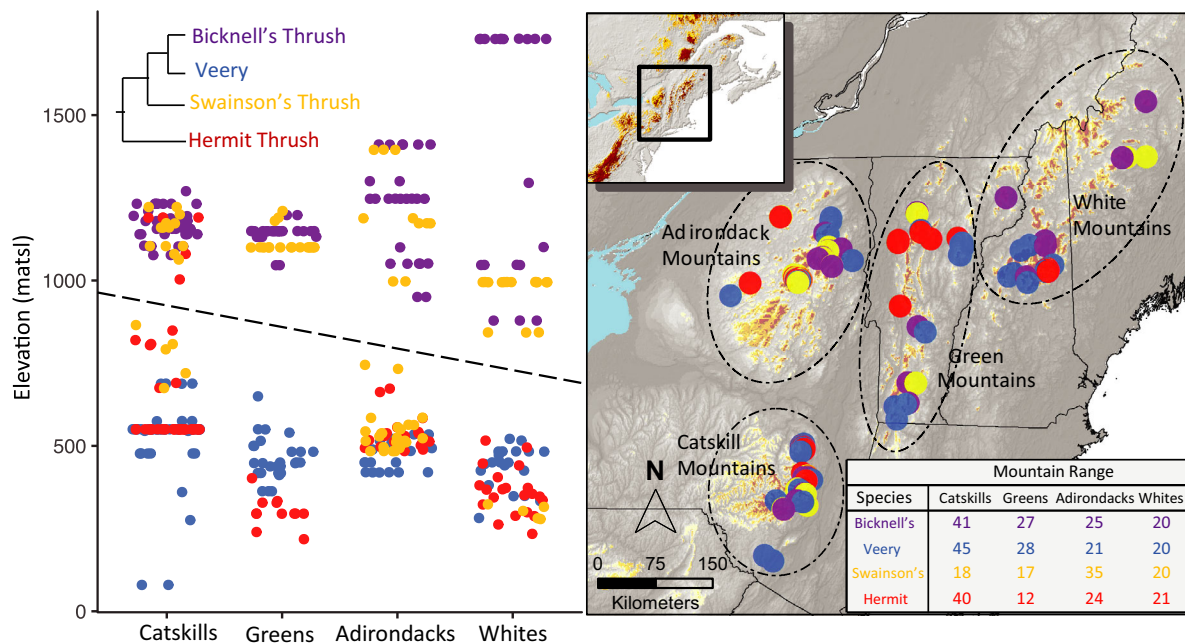 Bicknell's Thrush
Veery
Swainson's Thrush
Hermit Thrush
Elevation (matsl)
1500
1000
500
0
Catskills Greens Adirondacks Whites
Adirondack
Mountains
White
Mountains
Green
Mountains
Catskill
Mountains
N
0 75 150
Kilometers
Mountain Range
Species Catskills Greens Adirondacks Whites
Bicknell's 41 27 25 20
Veery 45 28 21 20
Swainson's 18 17 35 20
Hermit 40 12 24 21